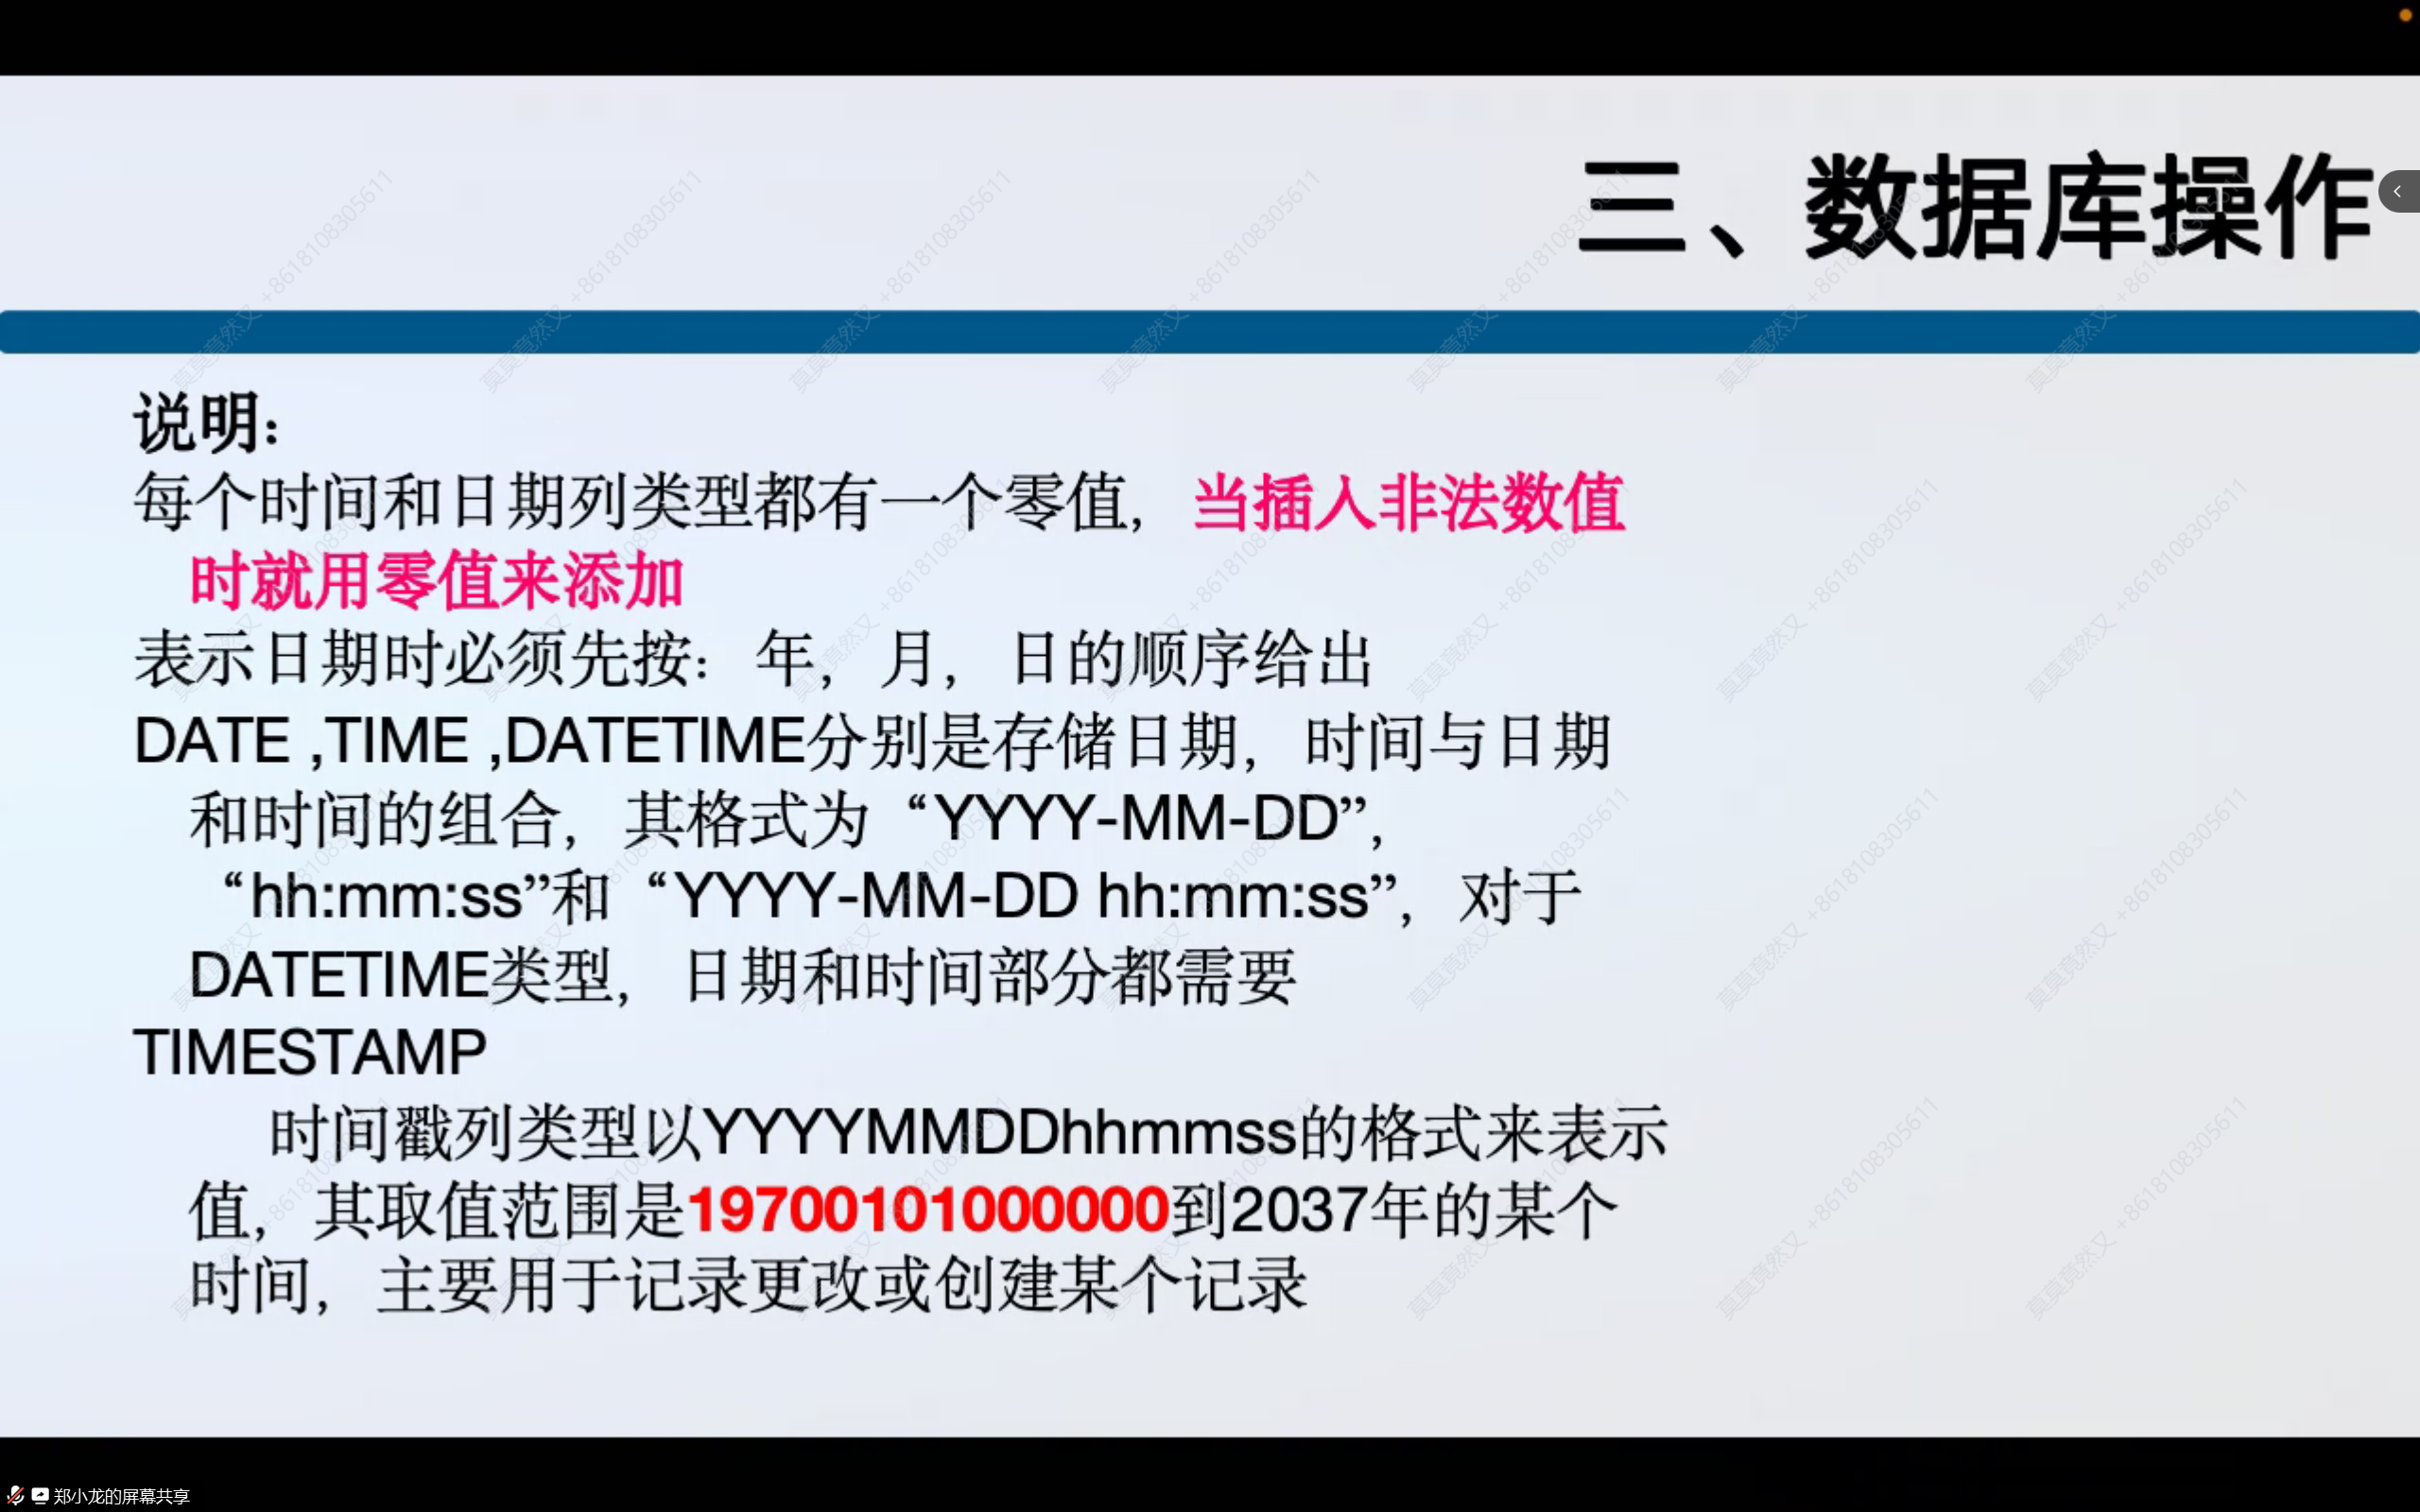 三、数据库操作
说明：
每个时间和日期列类型都有一个零值，当插入非法数值
时就用零值来添加
表示日期时必须先按：年，月，日的顺序给出
DATE ,TIME ,DATETIME分别是存储日期，时间与日期
和时间的组合，其格式为“YYYY-MM-DD”，
“hh:mm:ss”和“YYYY-MM-DD hh:mm:ss”，对于
DATETIME类型，日期和时间部分都需要
TIMESTAMP
时间戳列类型以YYYYMMDDhhmmss的格式来表示
值，其取值范围是19700101000000到2037年的某个
时间，主要用于记录更改或创建某个记录
郑小龙的屏幕共享
莫莫竟然又 +8618108305611